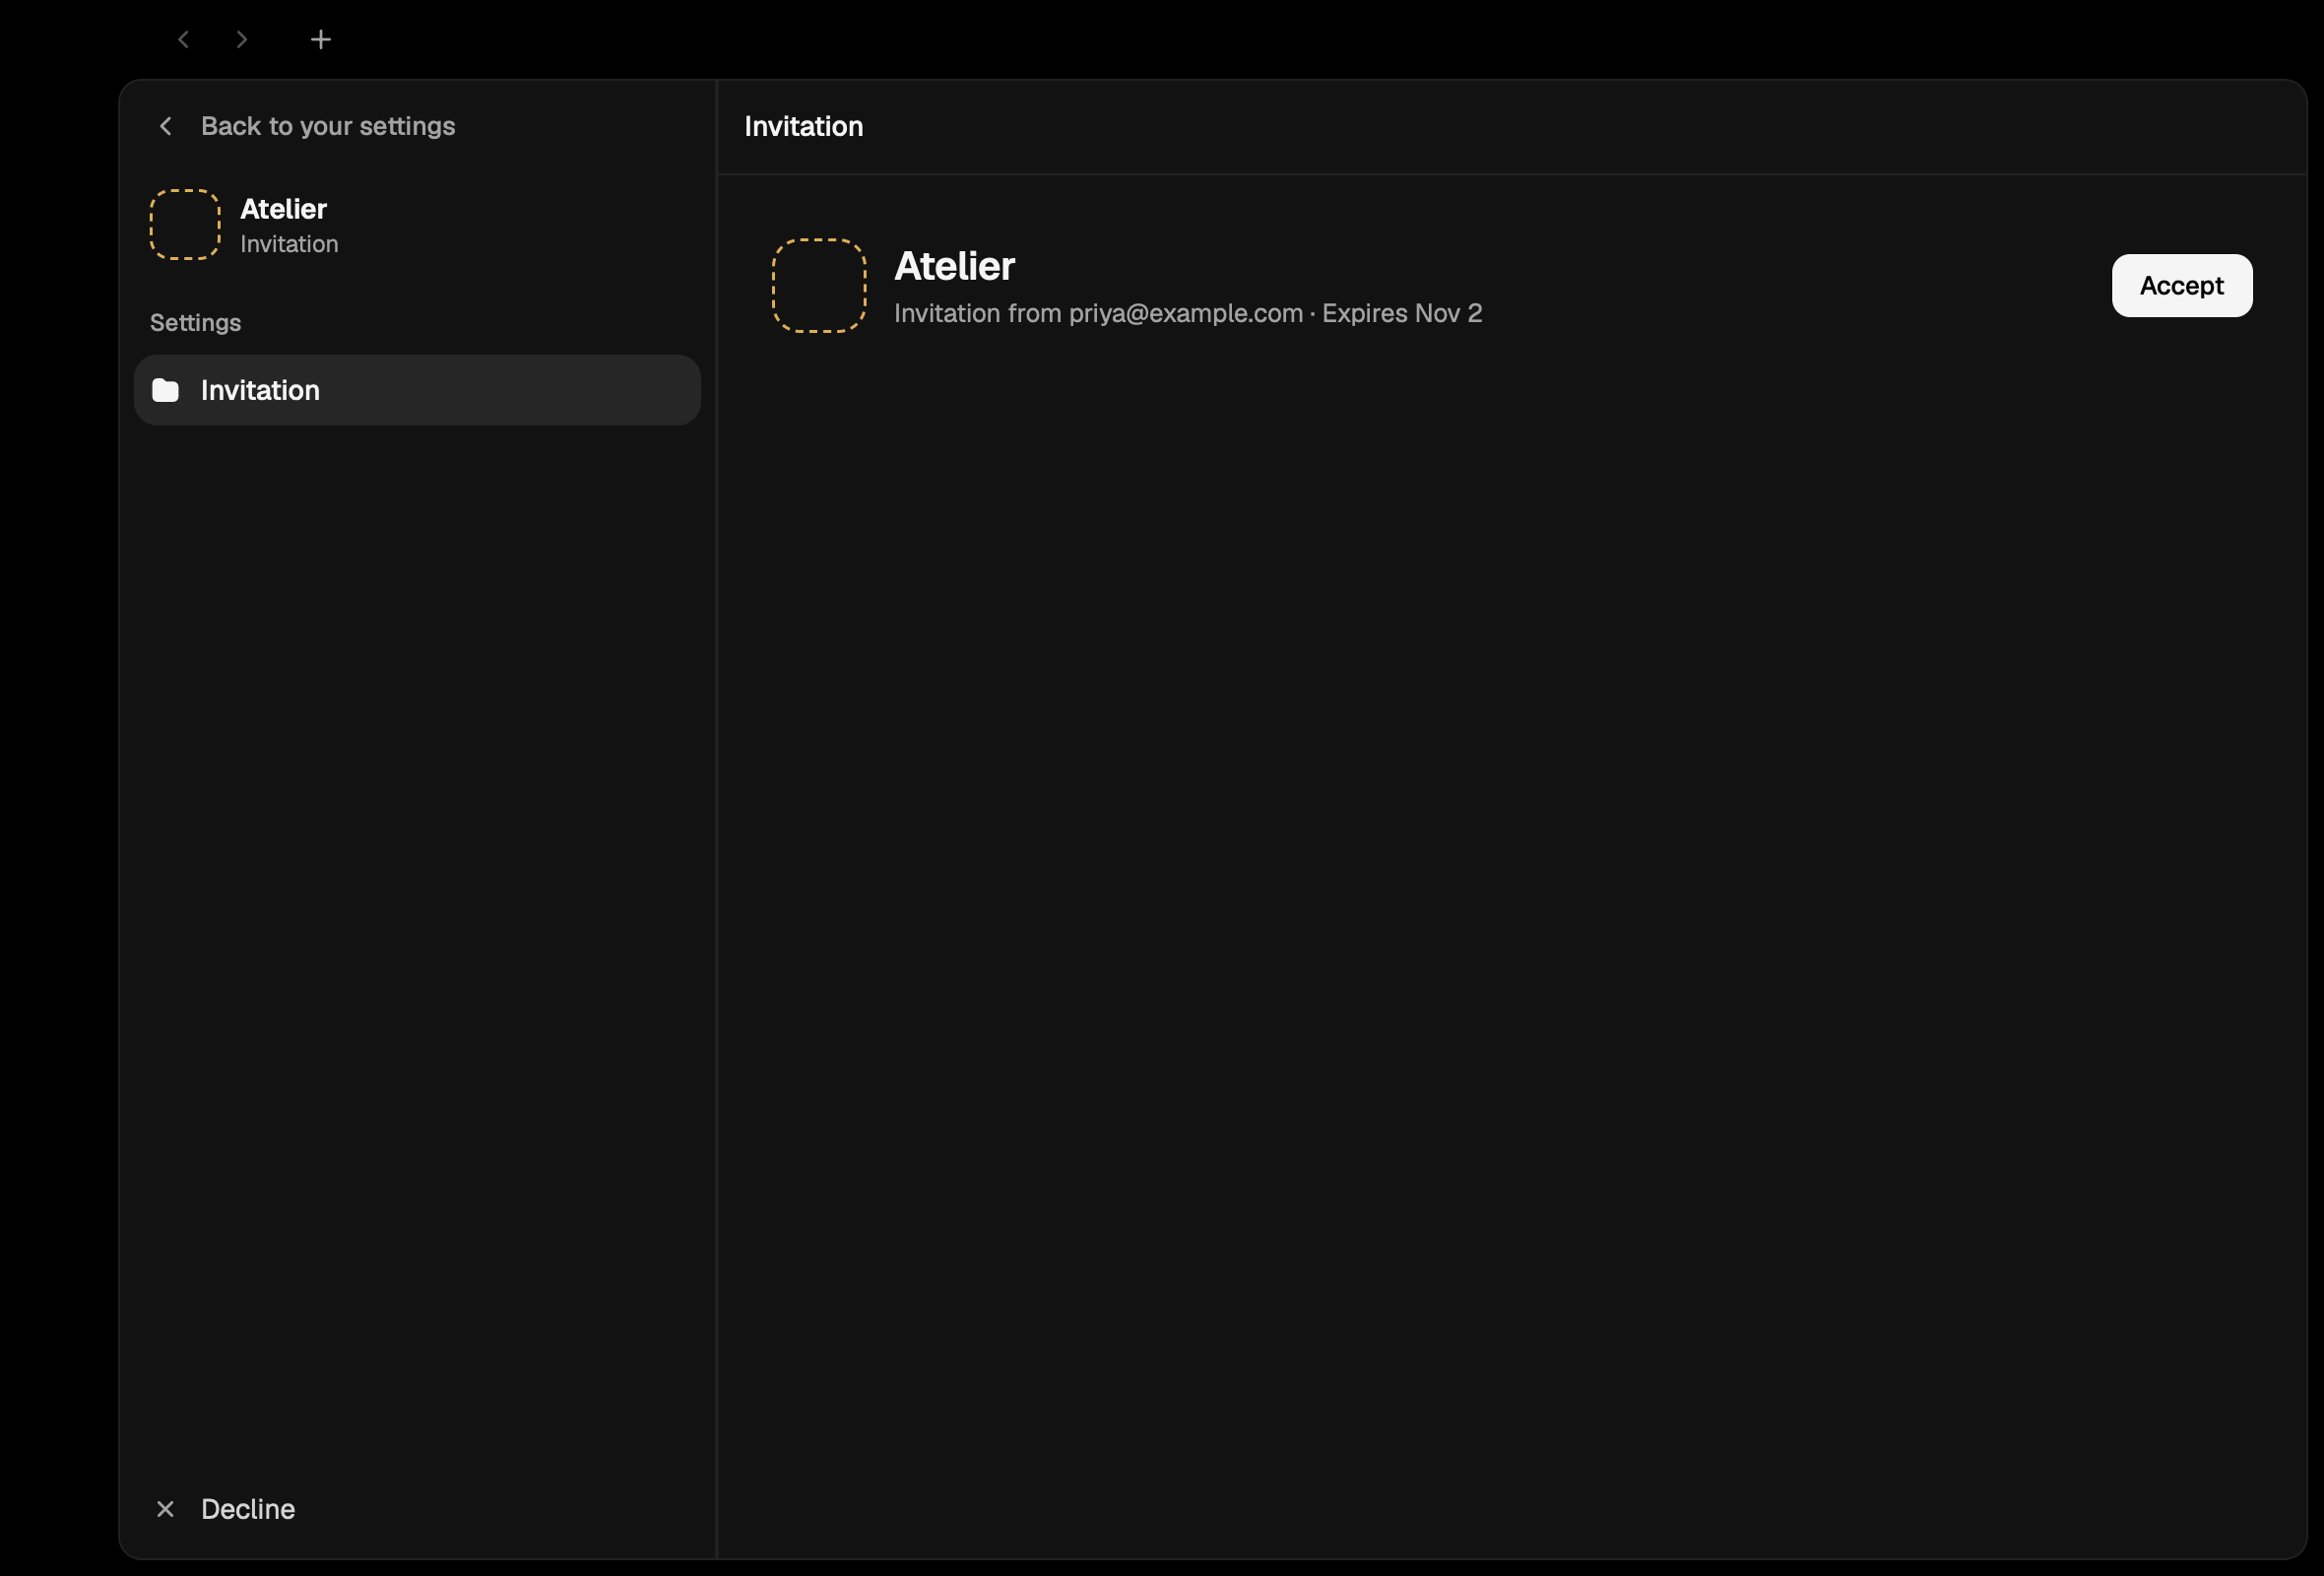 Back to your settings
Atelier
Invitation
Settings
Invitation
Decline
Invitation
Atelier
Invitation from priya@example.com · Expires Nov 2
Accept